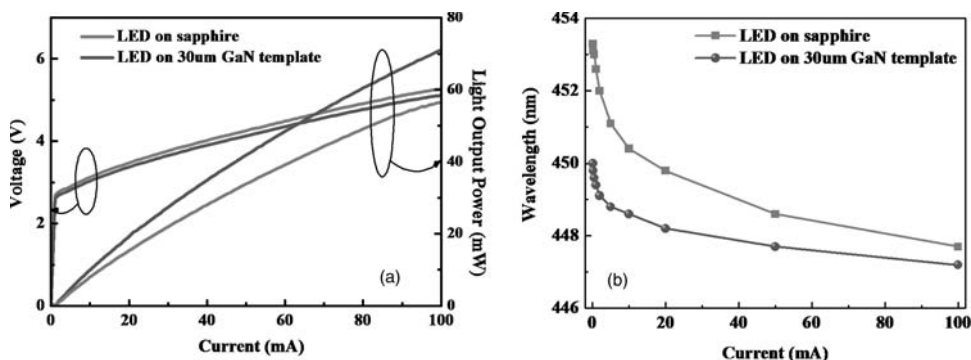 LED on sapphire
LED on 30um GaN template
Voltage (V)
6
4
2
0
0
20
40
60
80
100
Current (mA)
80
60
40
20
0
Light Output Power (mW)
(a)
LED on sapphire
LED on 30um GaN template
Wavelength (nm)
454
452
450
448
446
0
20
40
60
80
100
Current (mA)
(b)